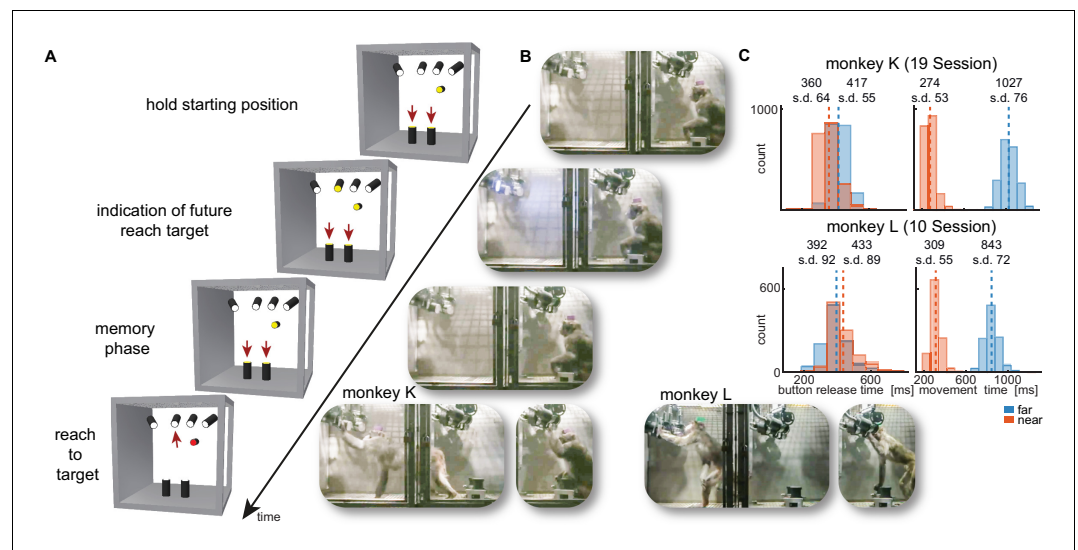 A
hold starting position
indication of future
reach target
memory
phase
reach
to
target
time
B
monkey K
monkey L
C
monkey K (19 Session)
360
s.d. 64
417
s.d. 55
274
s.d. 53
1027
s.d. 76
1000
count
monkey L (10 Session)
392
s.d. 92
433
s.d. 89
309
s.d. 55
843
s.d. 72
600
count
0
200
600
200
600
1000
button release time [ms]
movement time [ms]
far
near